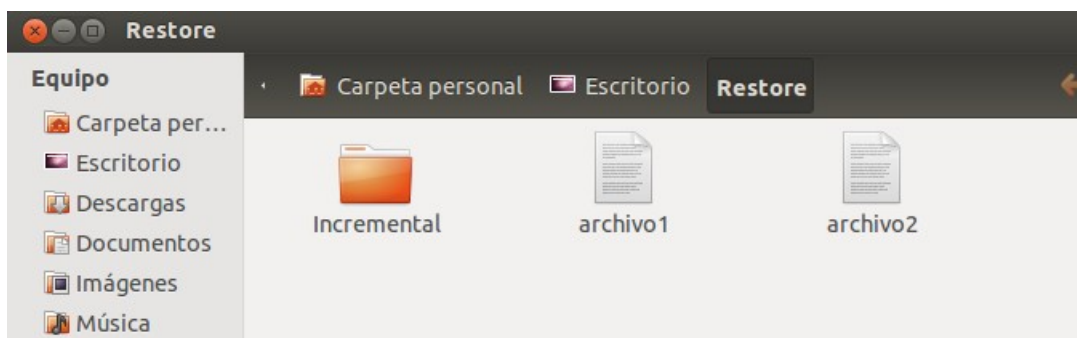 Restore
Equipo
Carpeta per...
Escritorio
Descargas
Documentos
Imágenes
Música
Carpeta personal Escritorio Restore
Incremental archivo1 archivo2